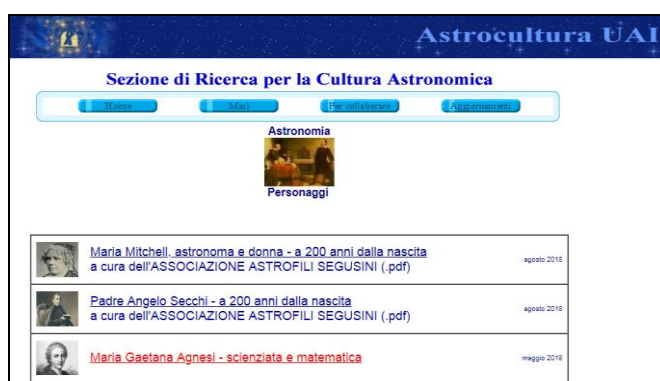 Astrocultura UAI
Sezione di Ricerca per la Cultura Astronomica
Home Mail Per collaborare Aggiornamenti
Astronomia
Personaggi
Maria Mitchell, astronoma e donna - a 200 anni dalla nascita
a cura dell'ASSOCIAZIONE ASTROFILI SEGUSINI (.pdf)
agosto 2018
Padre Angelo Secchi - a 200 anni dalla nascita
a cura dell'ASSOCIAZIONE ASTROFILI SEGUSINI (.pdf)
agosto 2018
Maria Gaetana Agnesi - scienziata e matematica
maggio 2018